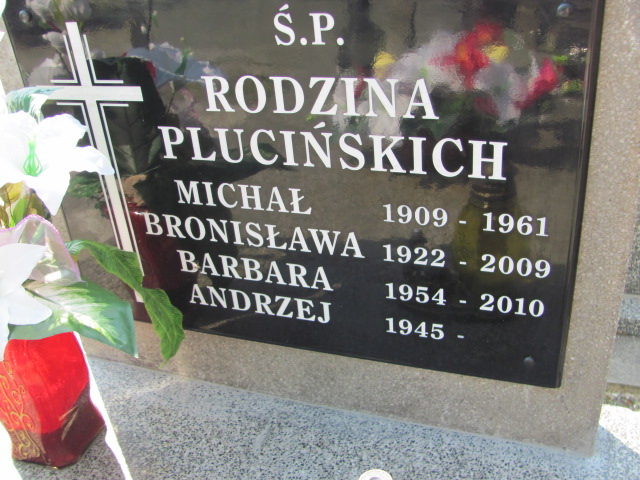 Ś.P.
RODZINA
PLUCIŃSKICH
MICHAŁ 1909 - 1961
BRONISŁAWA 1922 - 2009
BARBARA 1954 - 2010
ANDRZEJ 1945 -